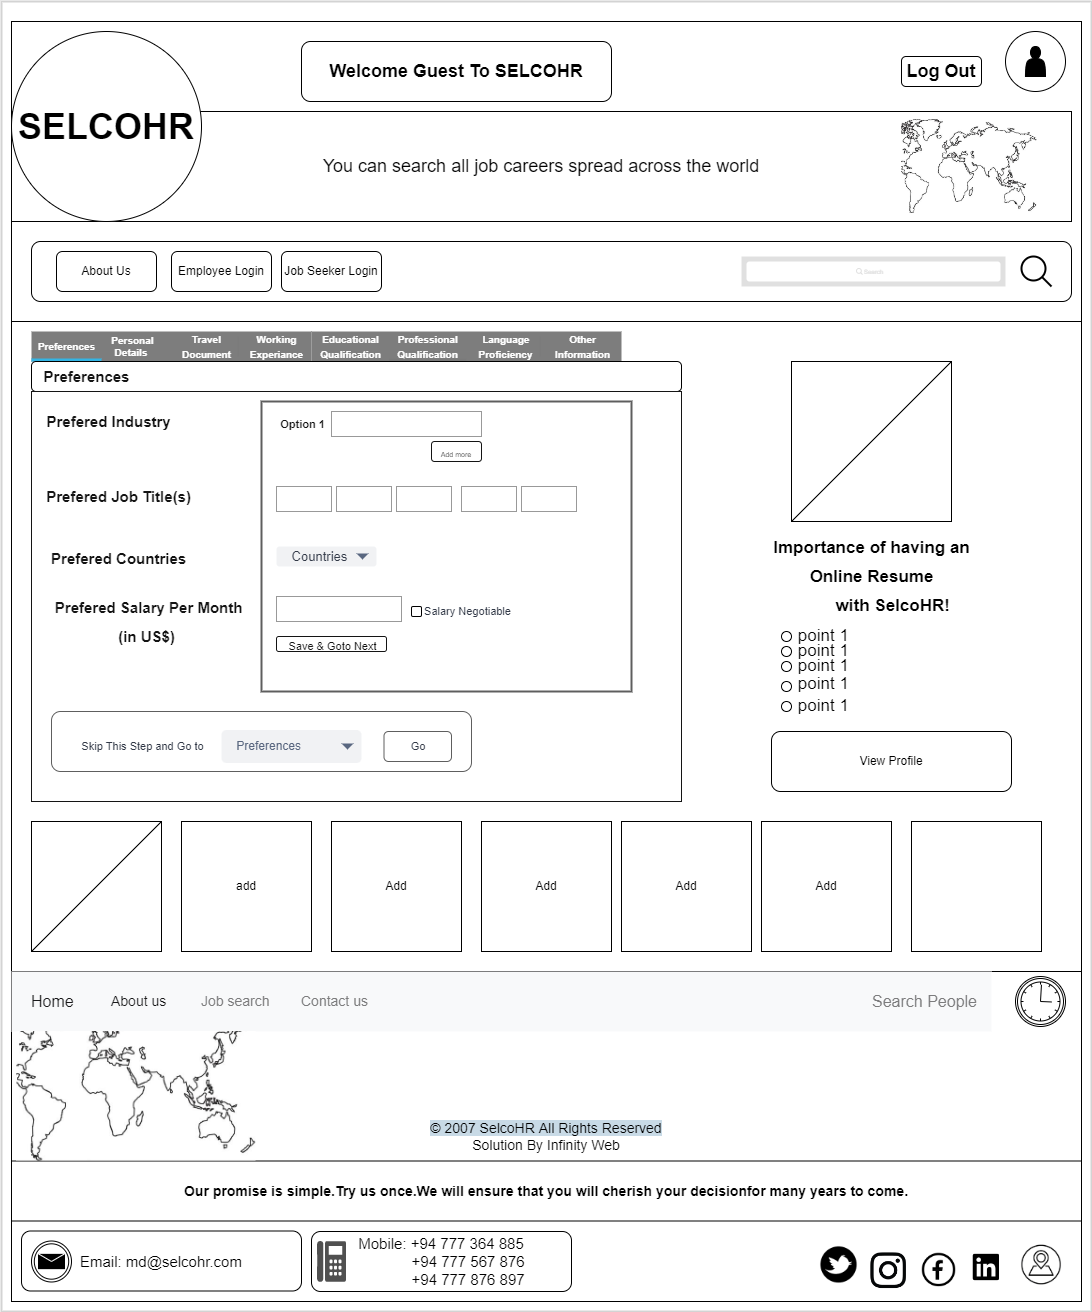 Welcome Guest To SELCOHR
Log Out
SELCOHR
You can search all job careers spread across the world
About Us
Employee Login
Job Seeker Login
Search
Preferences
Personal
Details
Travel
Document
Working
Experiance
Educational
Qualification
Professional
Qualification
Language
Proficiency
Other
Information
Preferences
Prefered Industry
Option 1
Add more
Prefered Job Title(s)
Prefered Countries
Countries
Prefered Salary Per Month
(in US$)
Salary Negotiable
Save & Goto Next
Skip This Step and Go to
Preferences
Go
Importance of having an
Online Resume
with SelcoHR!
point 1
point 1
point 1
point 1
point 1
View Profile
add
Add
Add
Add
Add
Home
About us
Job search
Contact us
Search People
© 2007 SelcoHR All Rights Reserved
Solution By Infinity Web
Our promise is simple.Try us once.We will ensure that you will cherish your decisionfor many years to come.
Email: md@selcohr.com
Mobile: +94 777 364 885
+94 777 567 876
+94 777 876 897